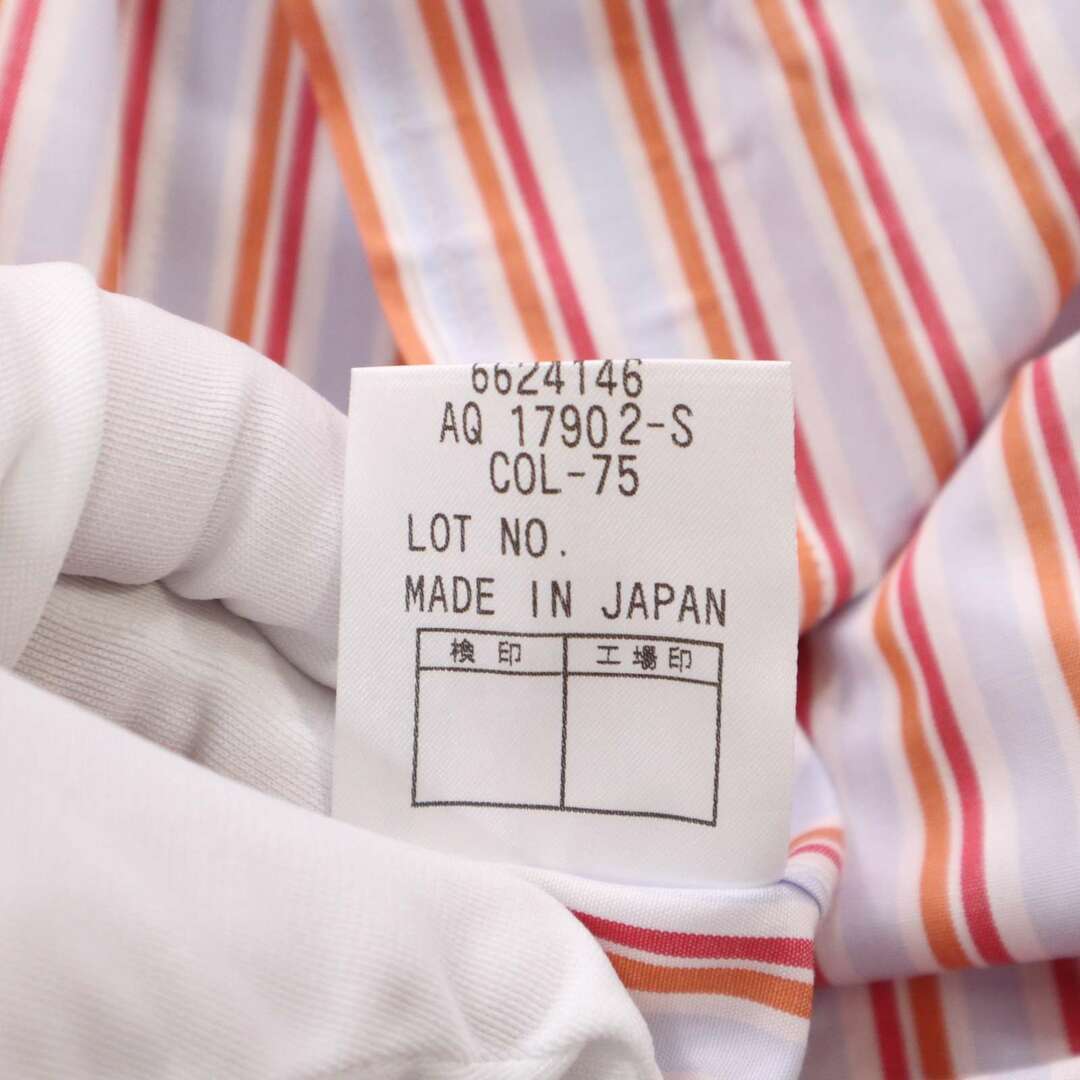 6624146
AQ 17902-S
COL-75
LOT NO.
MADE IN JAPAN
検印 工場印